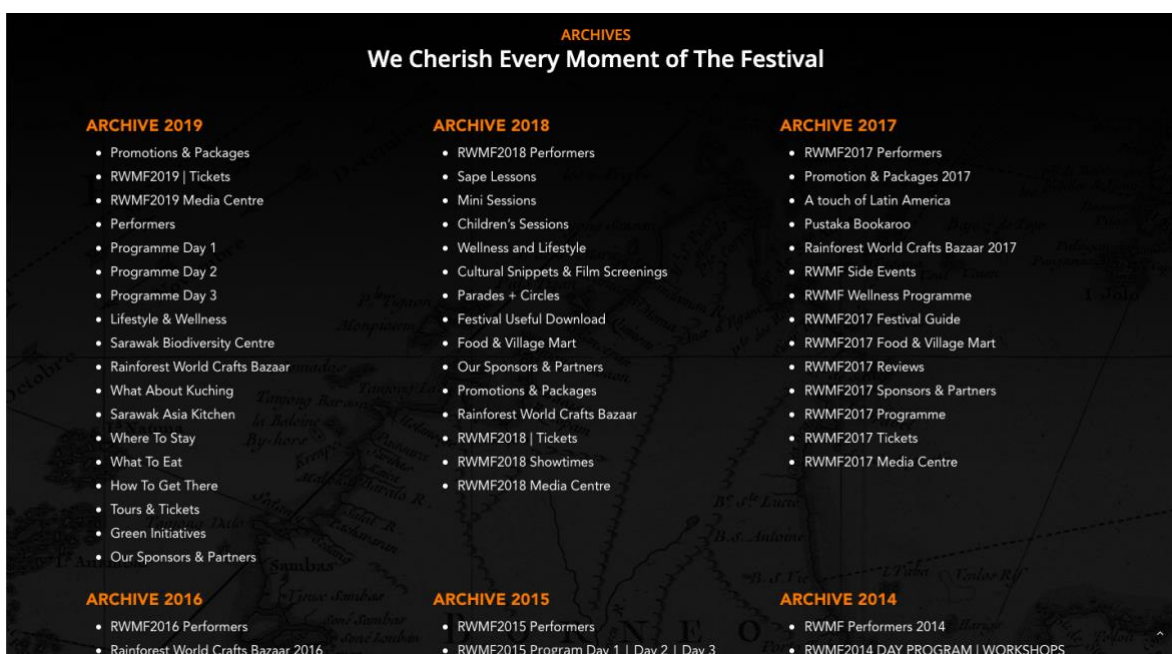 ARCHIVES
We Cherish Every Moment of The Festival
ARCHIVE 2019
Promotions & Packages
RWMF2019 | Tickets
RWMF2019 Media Centre
Performers
Programme Day 1
Programme Day 2
Programme Day 3
Lifestyle & Wellness
Sarawak Biodiversity Centre
Rainforest World Crafts Bazaar
What About Kuching
Sarawak Asia Kitchen
Where To Stay
What To Eat
How To Get There
Tours & Tickets
Green Initiatives
Our Sponsors & Partners
ARCHIVE 2018
RWMF2018 Performers
Sape Lessons
Mini Sessions
Children's Sessions
Wellness and Lifestyle
Cultural Snippets & Film Screenings
Parades + Circles
Festival Useful Download
Food & Village Mart
Our Sponsors & Partners
Promotions & Packages
Rainforest World Crafts Bazaar
RWMF2018 | Tickets
RWMF2018 Showtimes
RWMF2018 Media Centre
ARCHIVE 2017
RWMF2017 Performers
Promotion & Packages 2017
A touch of Latin America
Pustaka Bookaroo
Rainforest World Crafts Bazaar 2017
RWMF Side Events
RWMF Wellness Programme
RWMF2017 Festival Guide
RWMF2017 Food & Village Mart
RWMF2017 Reviews
RWMF2017 Sponsors & Partners
RWMF2017 Programme
RWMF2017 Tickets
RWMF2017 Media Centre
ARCHIVE 2016
RWMF2016 Performers
Rainforest World Crafts Bazaar 2016
ARCHIVE 2015
RWMF2015 Performers
RWMF2015 Program Day 1 | Day 2 | Day 3
ARCHIVE 2014
RWMF Performers 2014
RWMF2014 DAY PROGRAM | WORKSHOPS
Sambas
BORNEO